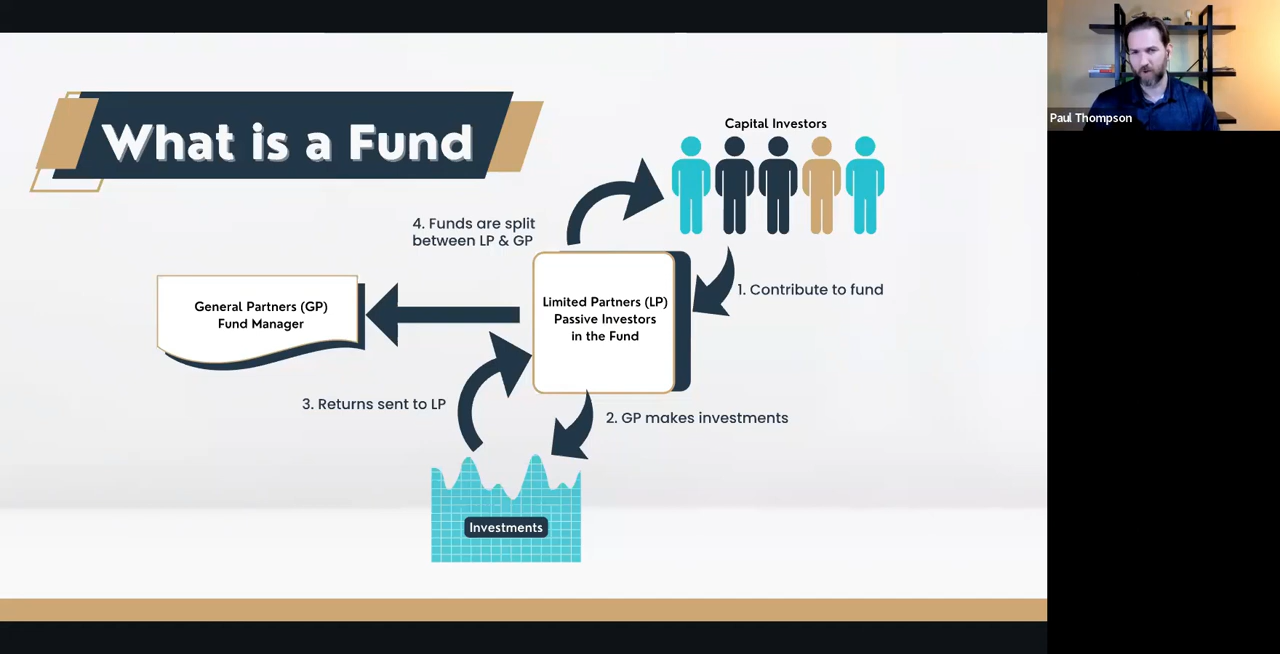 What is a Fund
Capital Investors
4. Funds are split
between LP & GP
1. Contribute to fund
General Partners (GP)
Fund Manager
Limited Partners (LP)
Passive Investors
in the Fund
3. Returns sent to LP
2. GP makes investments
Investments
Paul Thompson